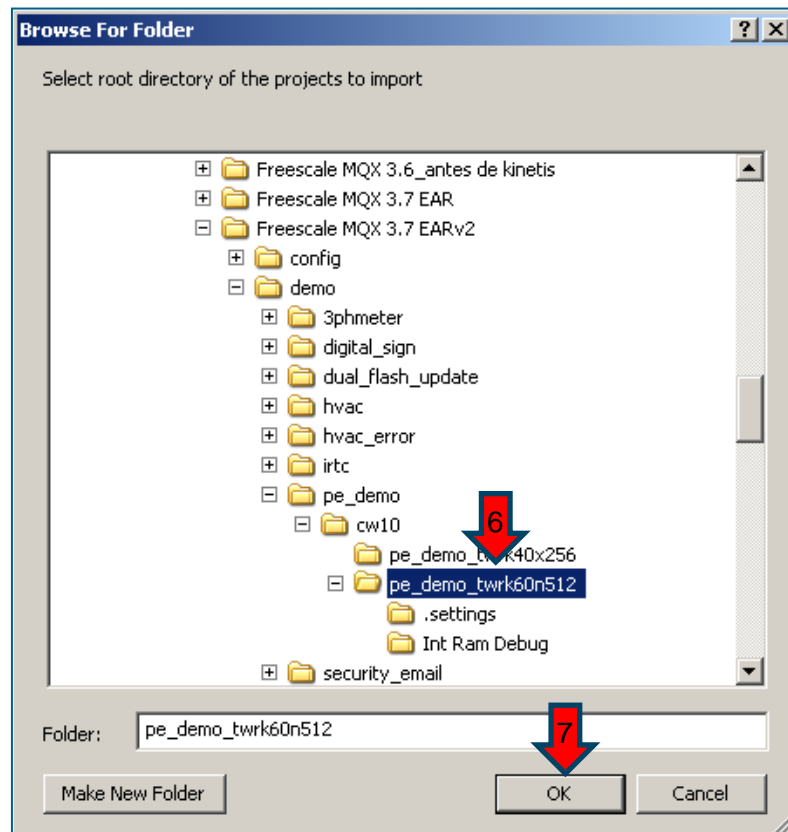 Browse For Folder
Select root directory of the projects to import
Freescale MQX 3.6_antes de kinetis
Freescale MQX 3.7 EAR
Freescale MQX 3.7 EARv2
config
demo
3phmeter
digital_sign
dual_flash_update
hvac
hvac_error
irtc
pe_demo
cw10
6
pe_demo_twrk40x256
pe_demo_twrk60n512
.settings
Int Ram Debug
security_email
Folder: pe_demo_twrk60n512
7
Make New Folder OK Cancel